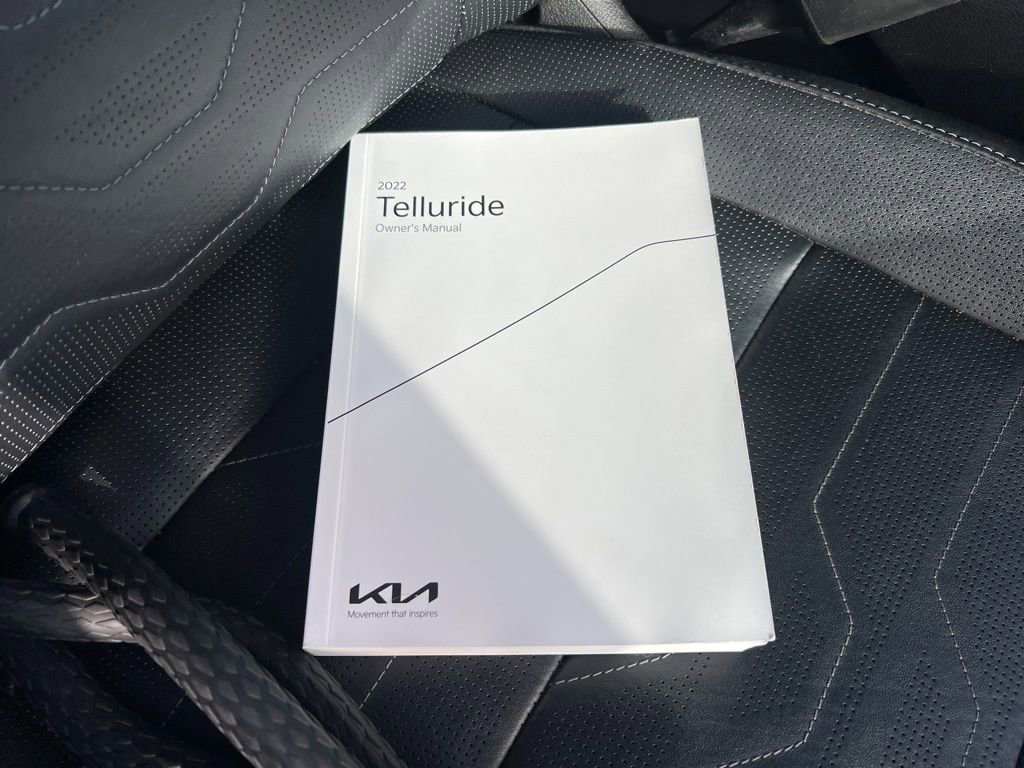 2022
Telluride
Owner's Manual
KIA
Movement that inspires